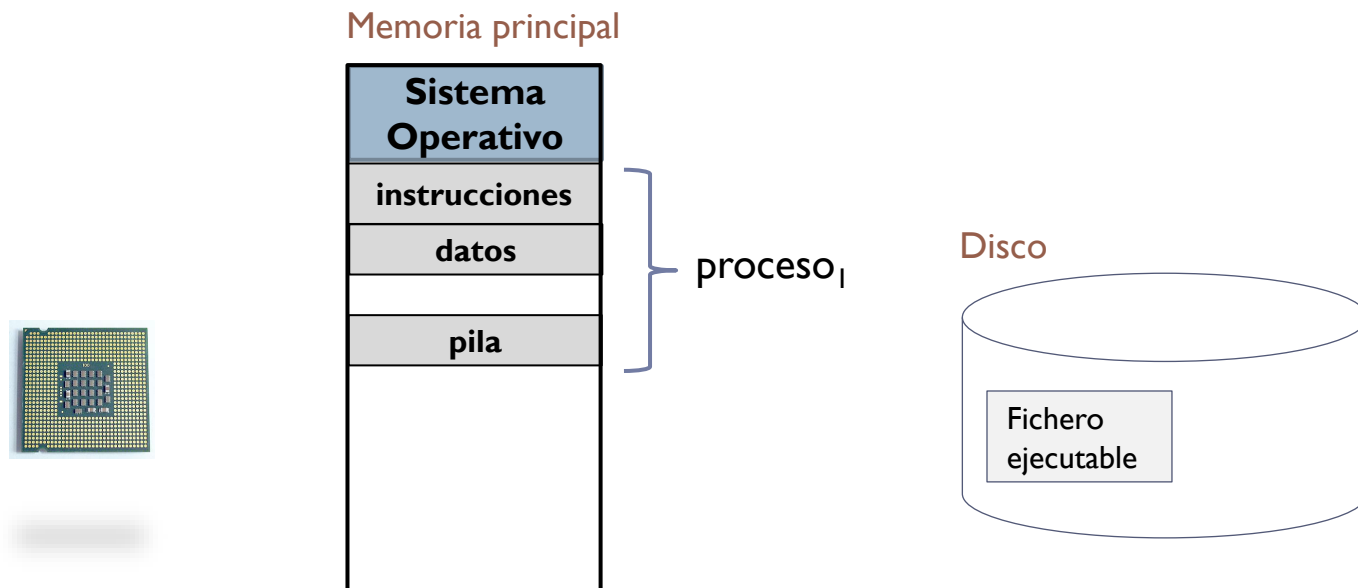 Memoria principal
Sistema
Operativo
instrucciones
datos
pila
proceso₁
Disco
Fichero
ejecutable